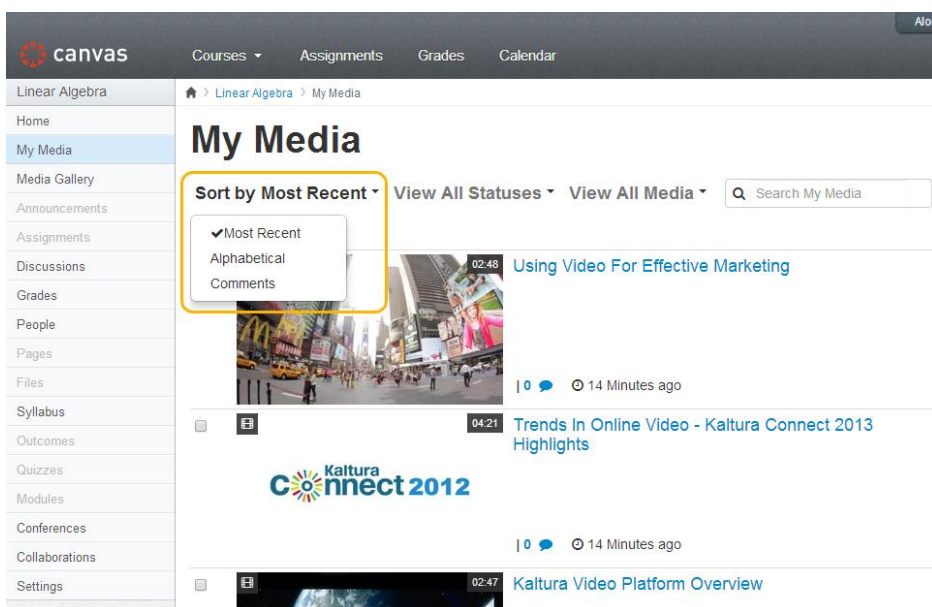 Alo
canvas
Courses
Assignments
Grades
Calendar
Linear Algebra
> Linear Algebra > My Media
Home
My Media
Media Gallery
Announcements
Assignments
Discussions
Grades
People
Pages
Files
Syllabus
Outcomes
Quizzes
Modules
Conferences
Collaborations
Settings
My Media
Sort by Most Recent
View All Statuses
View All Media
Search My Media
✔Most Recent
Alphabetical
Comments
02:48
Using Video For Effective Marketing
| 0
14 Minutes ago
04:21
Trends In Online Video - Kaltura Connect 2013
Highlights
Kaltura
Connect 2012
| 0
14 Minutes ago
02:47
Kaltura Video Platform Overview